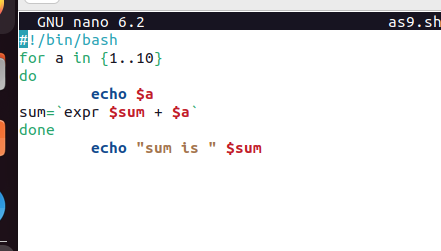 GNU nano 6.2 as9.sh
#!/bin/bash
for a in {1..10}
do
echo $a
sum=`expr $sum + $a`
done
echo "sum is " $sum